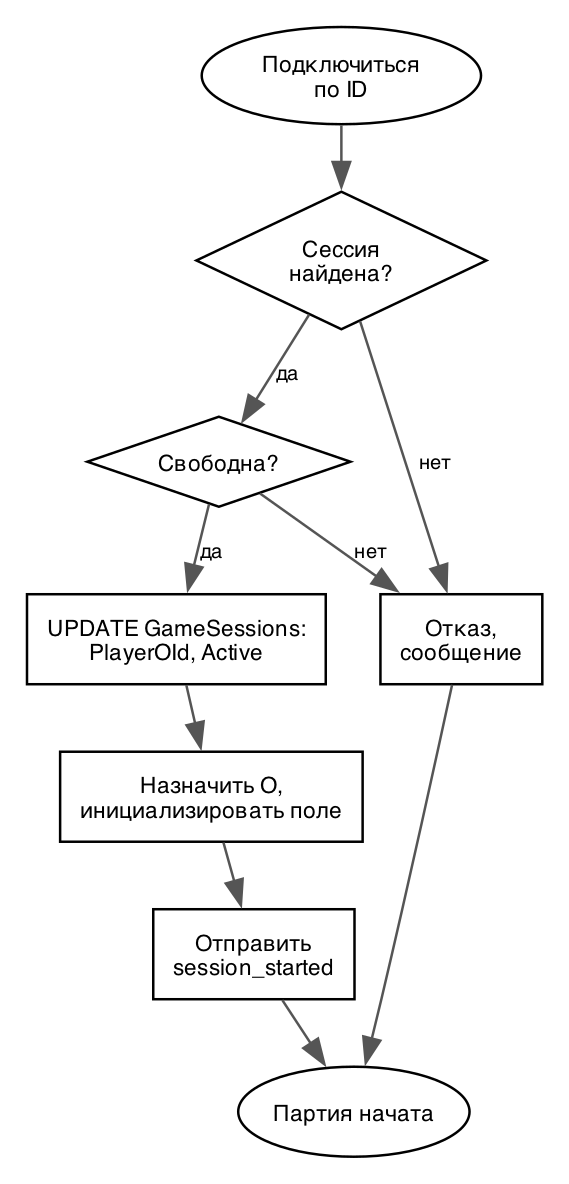 Подключиться
по ID
Сессия
найдена?
да
нет
Свободна?
да
нет
UPDATE GameSessions:
PlayerOId, Active
Отказ,
сообщение
Назначить O,
инициализировать поле
Отправить
session_started
Партия начата